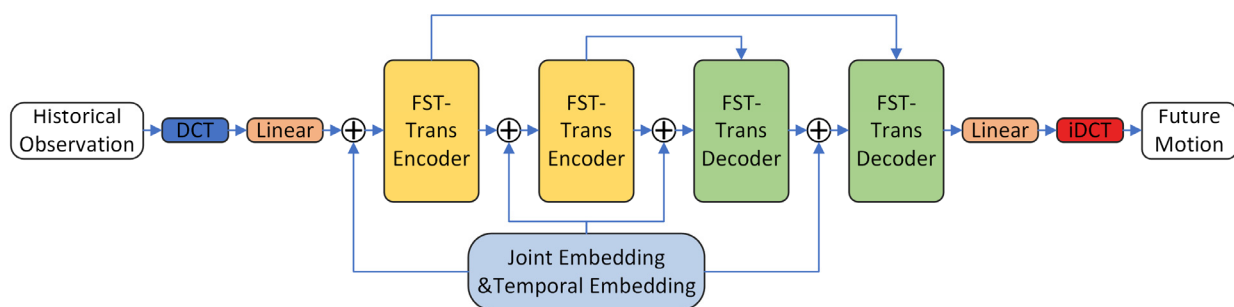 Historical
Observation
DCT
Linear
FST-
Trans
Encoder
FST-
Trans
Encoder
FST-
Trans
Decoder
FST-
Trans
Decoder
Linear
iDCT
Future
Motion
Joint Embedding
&Temporal Embedding